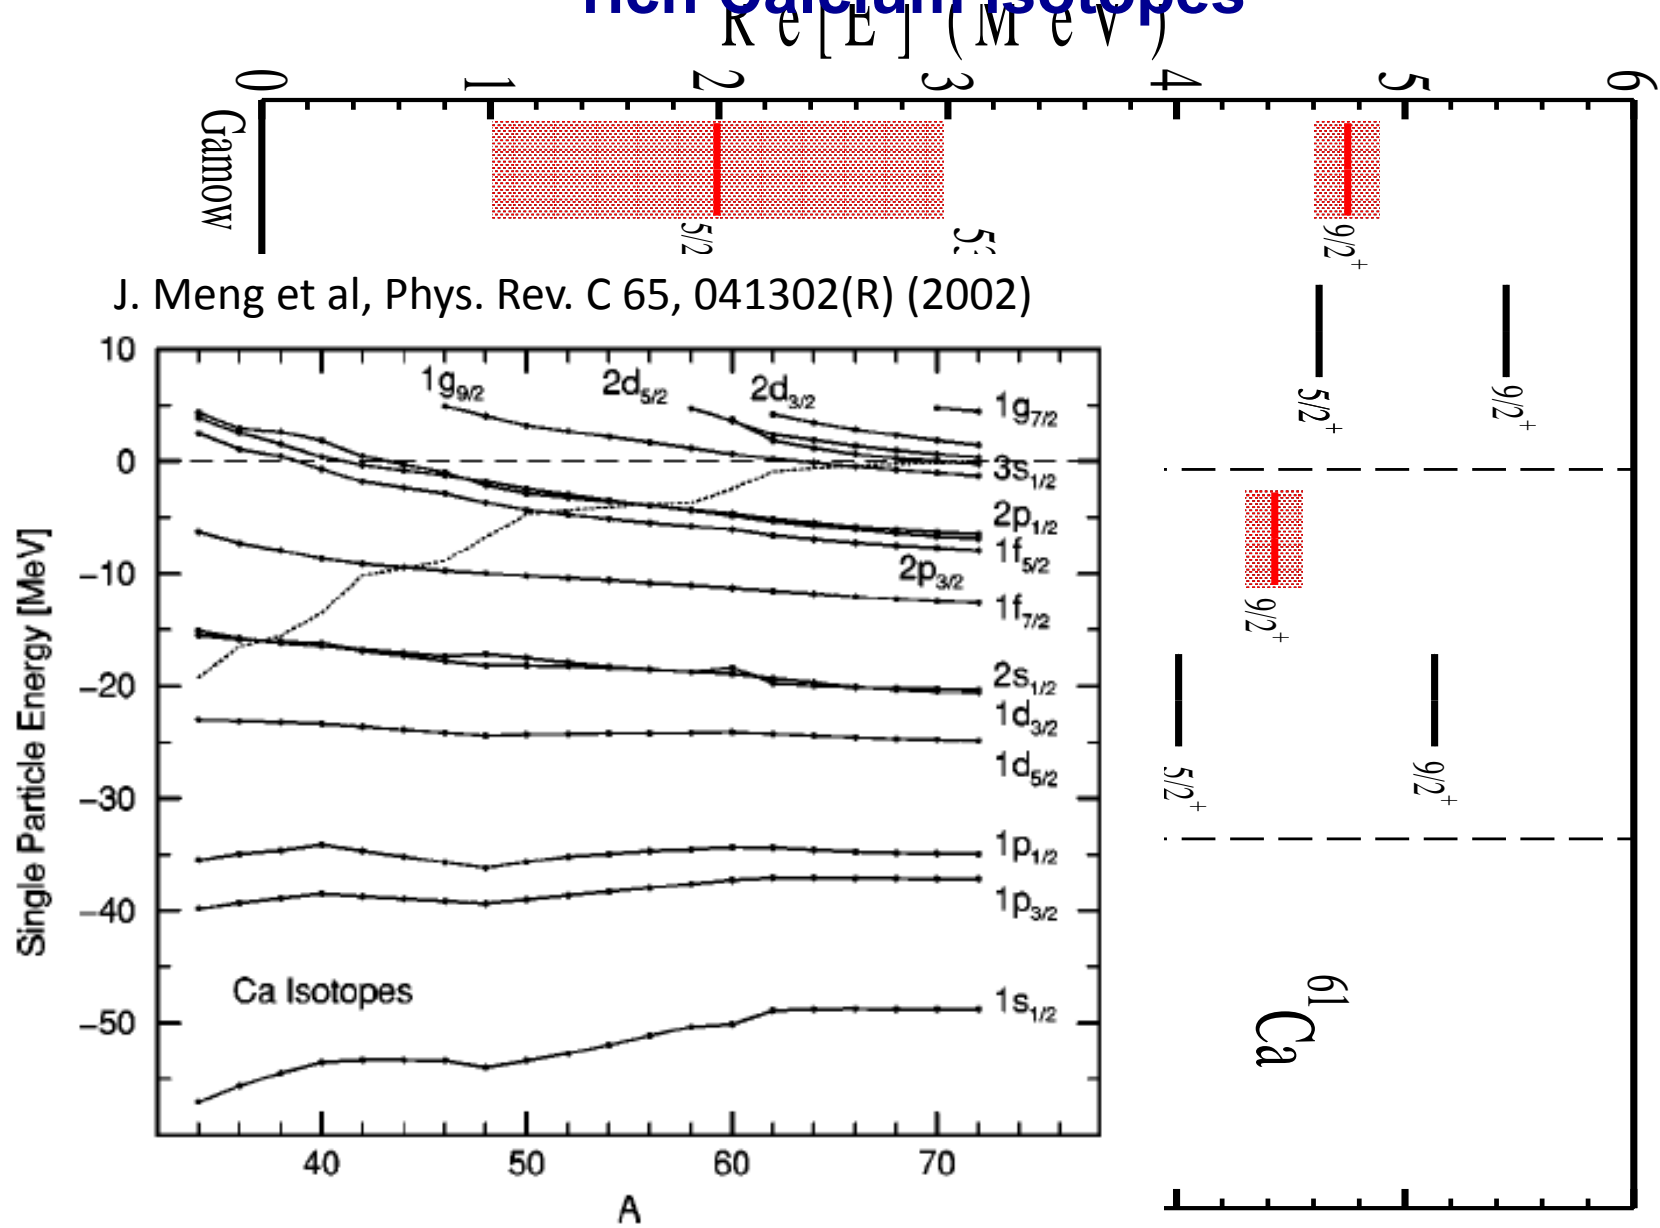 rich Calcium Isotopes
Re[E] (MeV)
0 1 2 3 4 5 6
Gamow
5/2
9/2+
5/2+
9/2+
9/2+
5/2+
9/2+
61Ca
J. Meng et al, Phys. Rev. C 65, 041302(R) (2002)
10
0
−10
−20
−30
−40
−50
Single Particle Energy [MeV]
1g9/2
2d5/2
2d3/2
1g7/2
3s1/2
2p1/2
1f5/2
2p3/2
1f7/2
2s1/2
1d3/2
1d5/2
1p1/2
1p3/2
1s1/2
Ca Isotopes
40 50 60 70
A